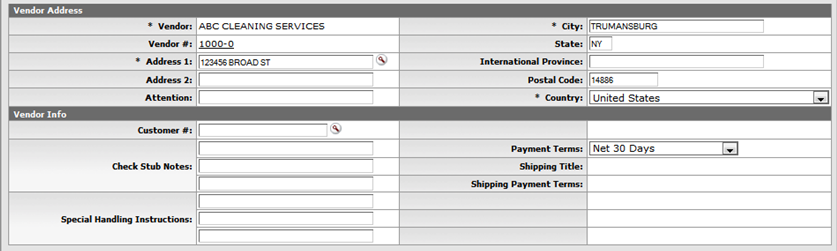 Vendor Address
* Vendor: ABC CLEANING SERVICES * City: TRUMANSBURG
Vendor #: 1000-0 State: NY
* Address 1: 123456 BROAD ST International Province:
Address 2: Postal Code: 14886
Attention: * Country: United States
Vendor Info
Customer #:
Payment Terms: Net 30 Days
Check Stub Notes: Shipping Title:
Shipping Payment Terms:
Special Handling Instructions: